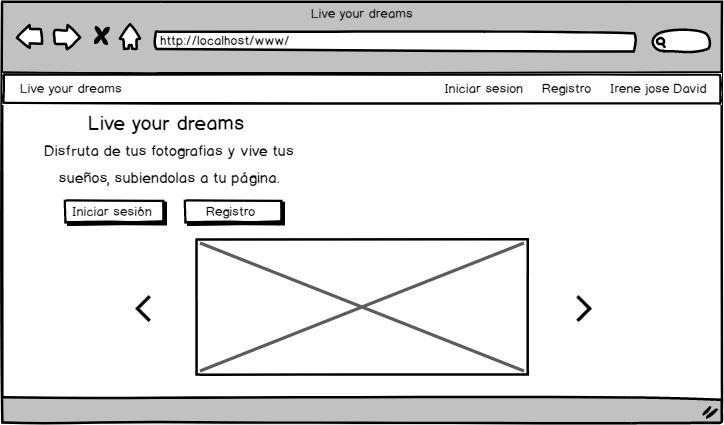 Live your dreams
http://localhost/www/
Live your dreams Iniciar sesion Registro Irene jose David
Live your dreams
Disfruta de tus fotografias y vive tus
sueños, subiendolas a tu página.
Iniciar sesión Registro